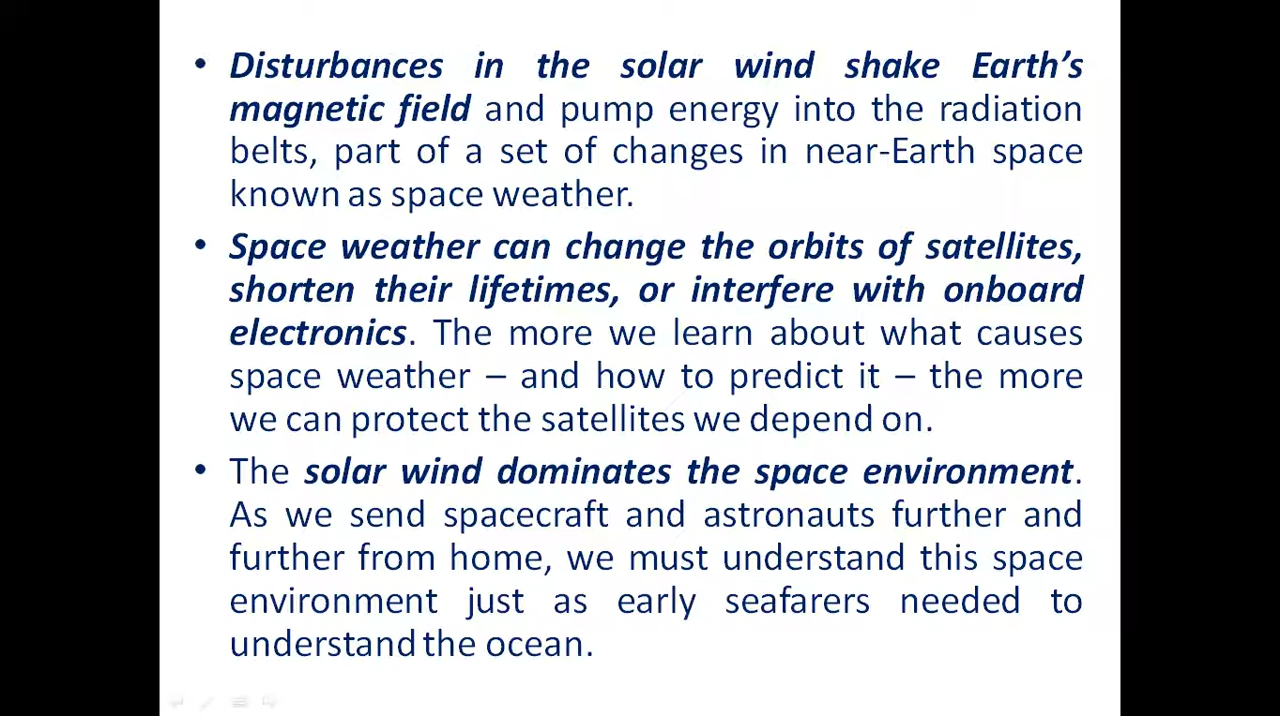 • Disturbances in the solar wind shake Earth’s
magnetic field and pump energy into the radiation
belts, part of a set of changes in near-Earth space
known as space weather.
• Space weather can change the orbits of satellites,
shorten their lifetimes, or interfere with onboard
electronics. The more we learn about what causes
space weather – and how to predict it – the more
we can protect the satellites we depend on.
• The solar wind dominates the space environment.
As we send spacecraft and astronauts further and
further from home, we must understand this space
environment just as early seafarers needed to
understand the ocean.